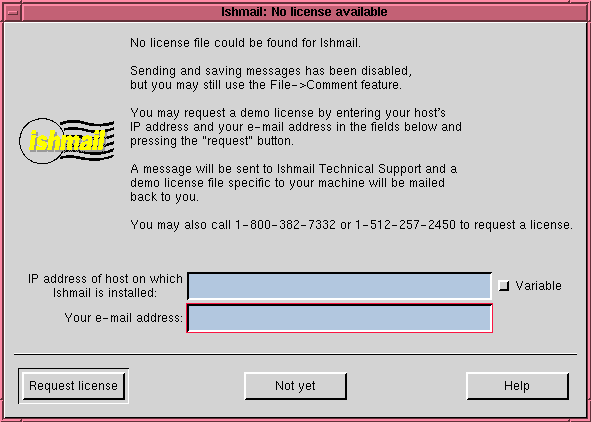 Ishmail: No license available
No license file could be found for Ishmail.
Sending and saving messages has been disabled,
but you may still use the File->Comment feature.
You may request a demo license by entering your host's
IP address and your e-mail address in the fields below and
pressing the "request" button.
ishmail
A message will be sent to Ishmail Technical Support and a
demo license file specific to your machine will be mailed
back to you.
You may also call 1-800-382-7332 or 1-512-257-2450 to request a license.
IP address of host on which
Ishmail is installed:
Variable
Your e-mail address:
Request license
Not yet
Help